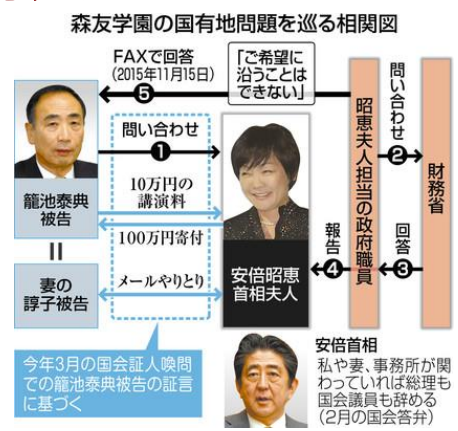 森友学園の国有地問題を巡る相関図
FAXで回答
(2015年11月15日)
「ご希望に
沿うことは
できない」
5
問い合わせ
1
10万円の
講演料
100万円寄付
メールやりとり
籠池泰典
被告
=
妻の
諄子被告
安倍昭恵
首相夫人
昭恵夫人担当の政府職員
問い合わせ
2
財務省
回答
3
報告
4
今年3月の国会証人喚問
での籠池泰典被告の証言
に基づく
安倍首相
私や妻、事務所が関
わっていれば総理も
国会議員も辞める
(2月の国会答弁)